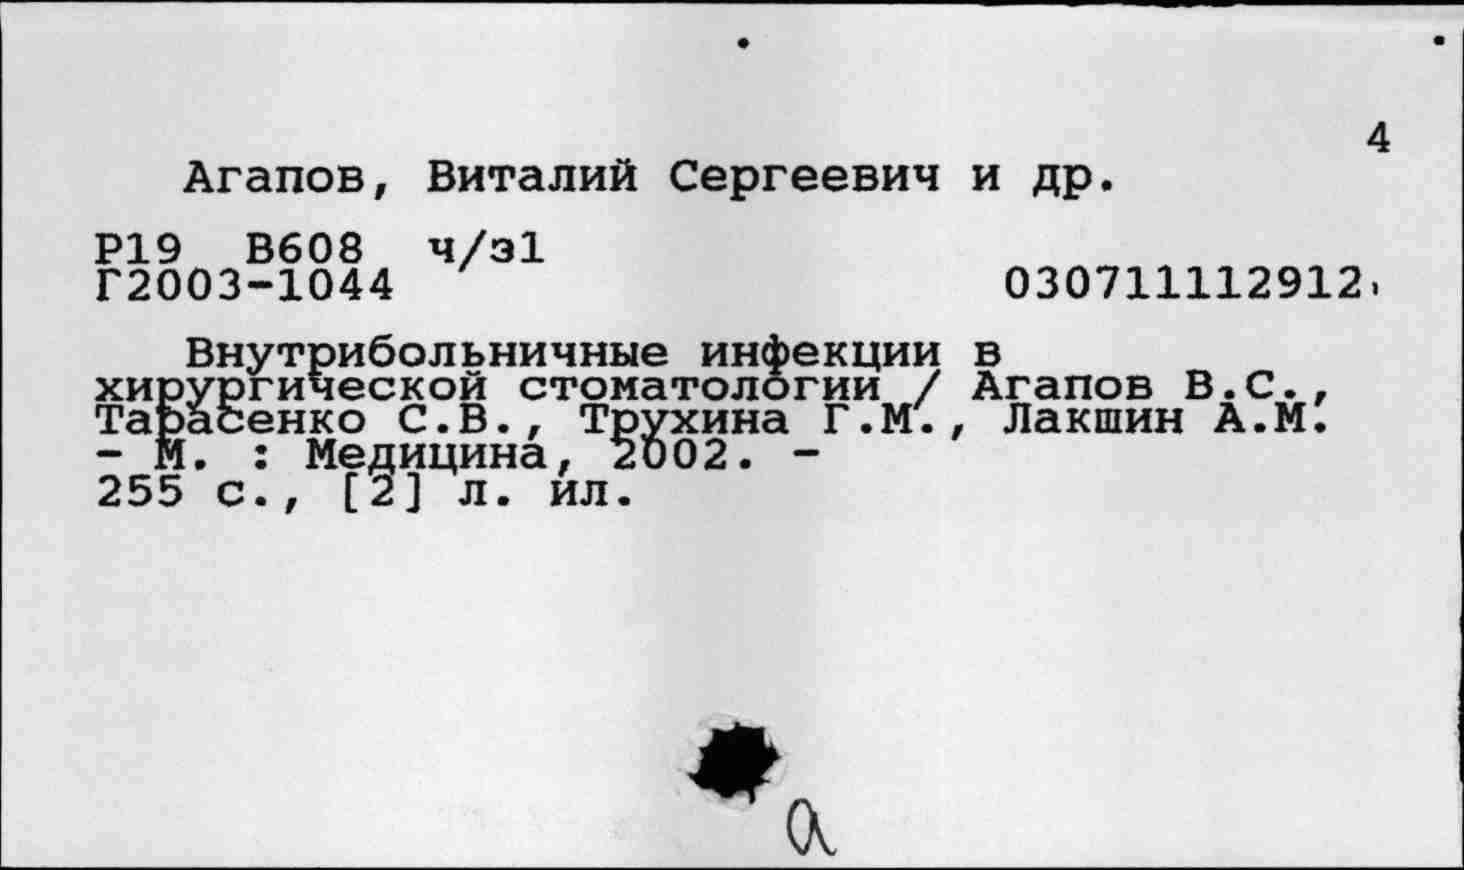 4
Агапов, Виталий Сергеевич и др.
Р19 В608 ч/э1
Г2003-1044 030711112912
Внутрибольничные инфекции в
хирургической стоматологии / Агапов В.С.,
Тарасенко С.В., Трухина Г.М., Лакшин А.М.
- М. : Медицина, 2002. -
255 с., [2] л. ил.